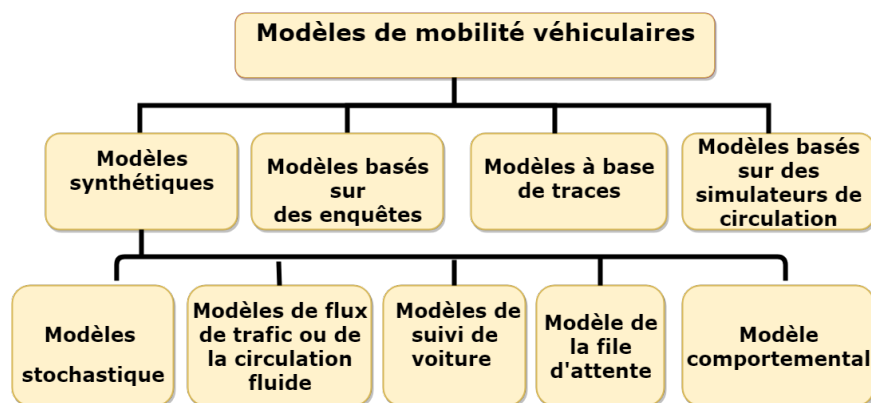 Modèles de mobilité véhiculaires
Modèles
synthétiques
Modèles basés
sur
des enquêtes
Modèles à base
de traces
Modèles basés
sur des
simulateurs de
circulation
Modèles
stochastique
Modèles de flux
de trafic ou de
la circulation
fluide
Modèles de
suivi de
voiture
Modèle de
la file
d'attente
Modèle
comportemental